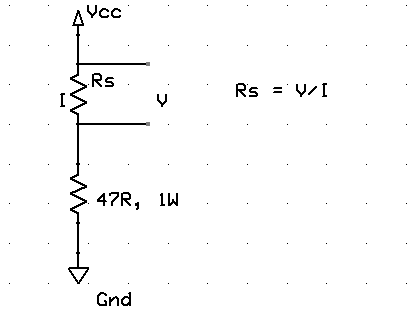 Vcc
Rs
I
V
Rs = V/I
47R, 1W
Gnd